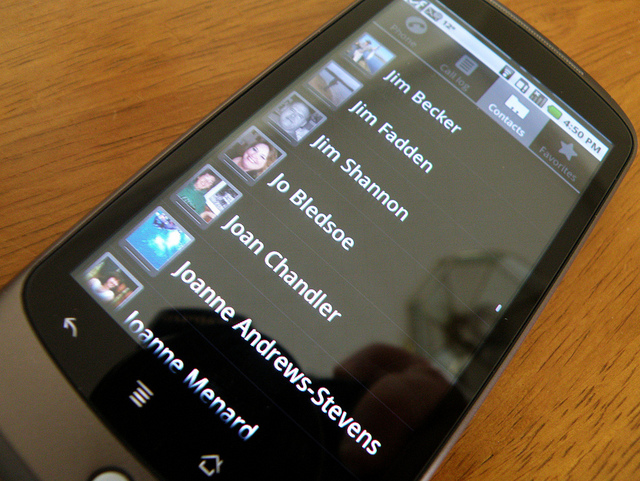 12°
4:50 PM
Phone
Call log
Contacts
Favorites
Jim Becker
Jim Fadden
Jim Shannon
Jo Bledsoe
Joan Chandler
Joanne Andrews-Stevens
Joanne Menard